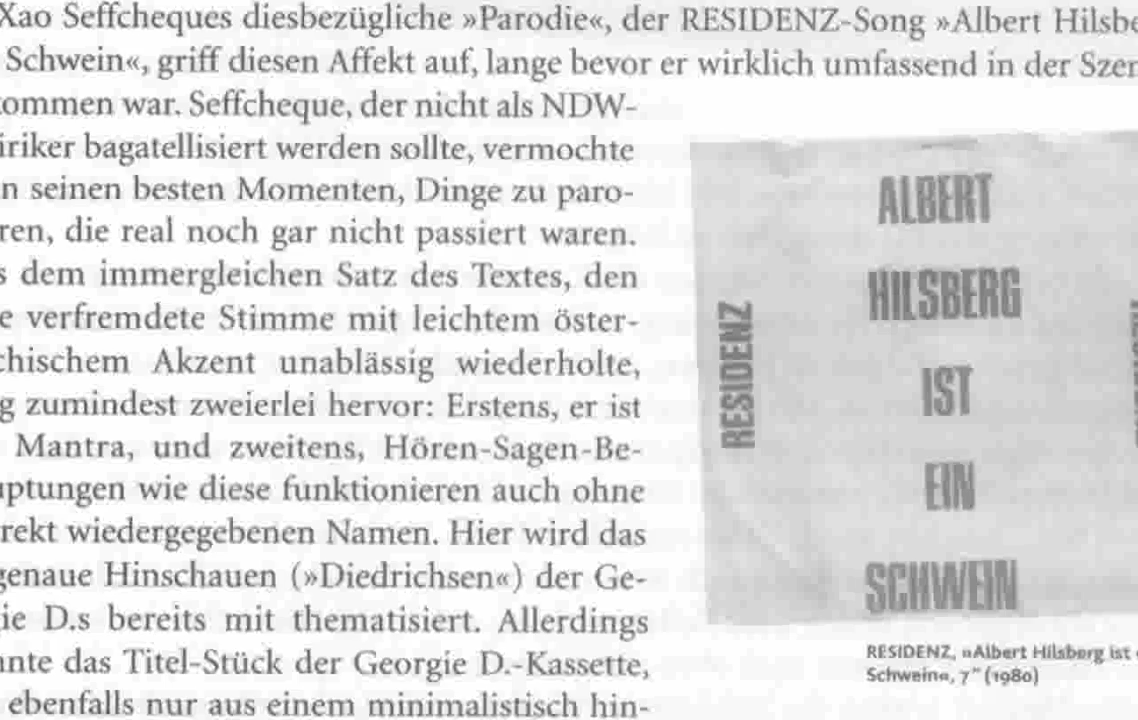 Xao Seffcheques diesbezügliche »Parodie«, der RESIDENZ-Song »Albert Hilsbe
Schwein«, griff diesen Affekt auf, lange bevor er wirklich umfassend in der Szen
kommen war. Seffcheque, der nicht als NDW-
iriker bagatellisiert werden sollte, vermochte
n seinen besten Momenten, Dinge zu paro-
ren, die real noch gar nicht passiert waren.
s dem immergleichen Satz des Textes, den
e verfremdete Stimme mit leichtem öster-
chischem Akzent unablässig wiederholte,
g zumindest zweierlei hervor: Erstens, er ist
Mantra, und zweitens, Hören-Sagen-Be-
uptungen wie diese funktionieren auch ohne
rekt wiedergegebenen Namen. Hier wird das
genaue Hinschauen (»Diedrichsen«) der Ge-
ie D.s bereits mit thematisiert. Allerdings
nnte das Titel-Stück der Georgie D.-Kassette,
ebenfalls nur aus einem minimalistisch hin-
RESIDENZ
ALBERT
HILSBERG
IST
EIN
SCHWEIN
RESIDENZ, »Albert Hilsberg ist
Schwein«, 7" (1980)